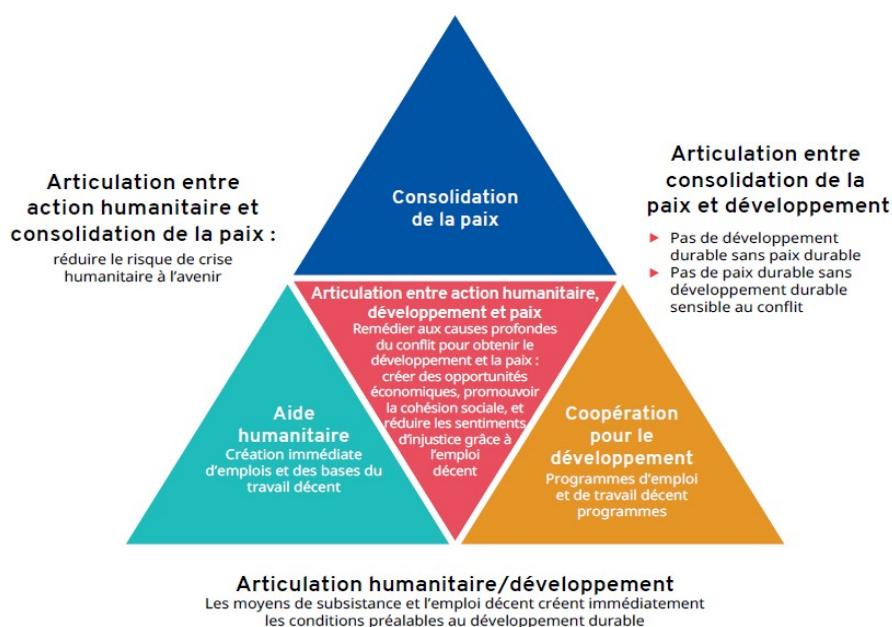 Consolidation
de la paix
Articulation entre
action humanitaire et
consolidation de la paix :
réduire le risque de crise
humanitaire à l’avenir
Articulation entre
consolidation de la
paix et développement
► Pas de développement
durable sans paix durable
► Pas de paix durable sans
développement durable
sensible au conflit
Articulation entre action humanitaire,
développement et paix
Remédier aux causes profondes
du conflit pour obtenir le
développement et la paix :
créer des opportunités
économiques, promouvoir
la cohésion sociale, et
réduire les sentiments
d’injustice grâce à
l’emploi
décent
Aide
humanitaire
Création immédiate
d’emplois et des bases du
travail décent
Coopération
pour le
développement
Programmes d’emploi
et de travail décent
programmes
Articulation humanitaire/développement
Les moyens de subsistance et l’emploi décent créent immédiatement
les conditions préalables au développement durable